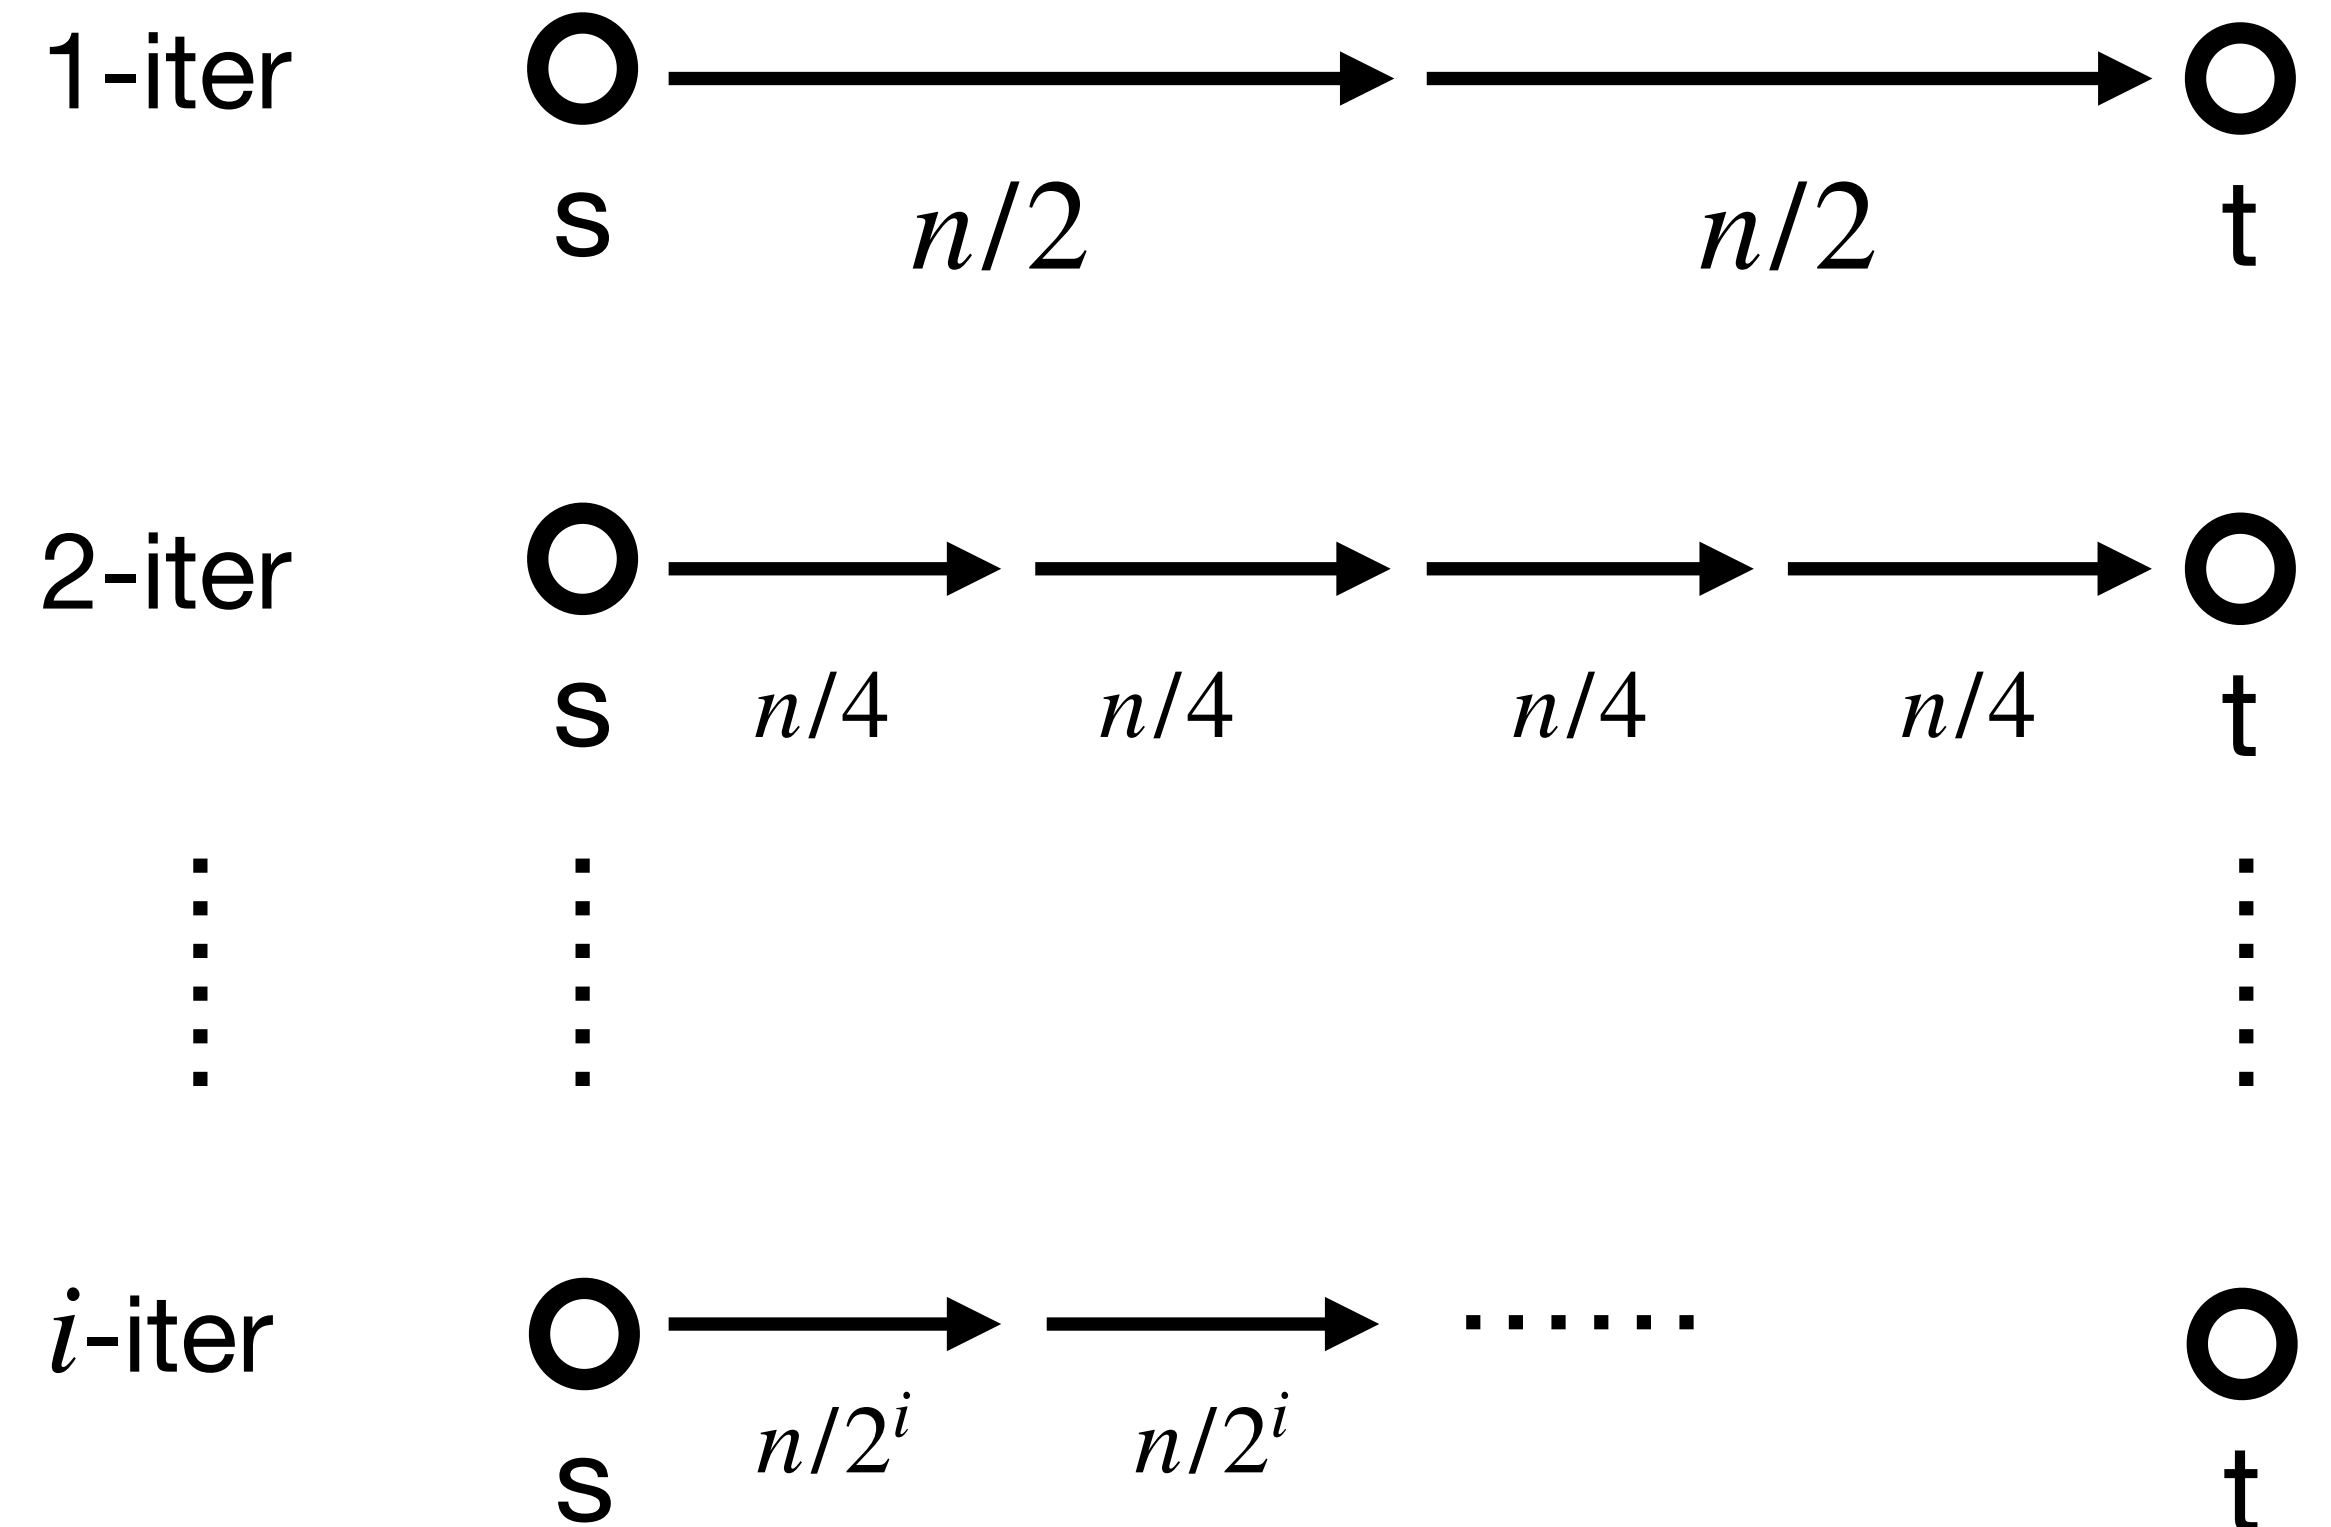 1-iter
s n/2 n/2 t
2-iter
s n/4 n/4 n/4 n/4 t
i-iter ······
n/2^i n/2^i
s t